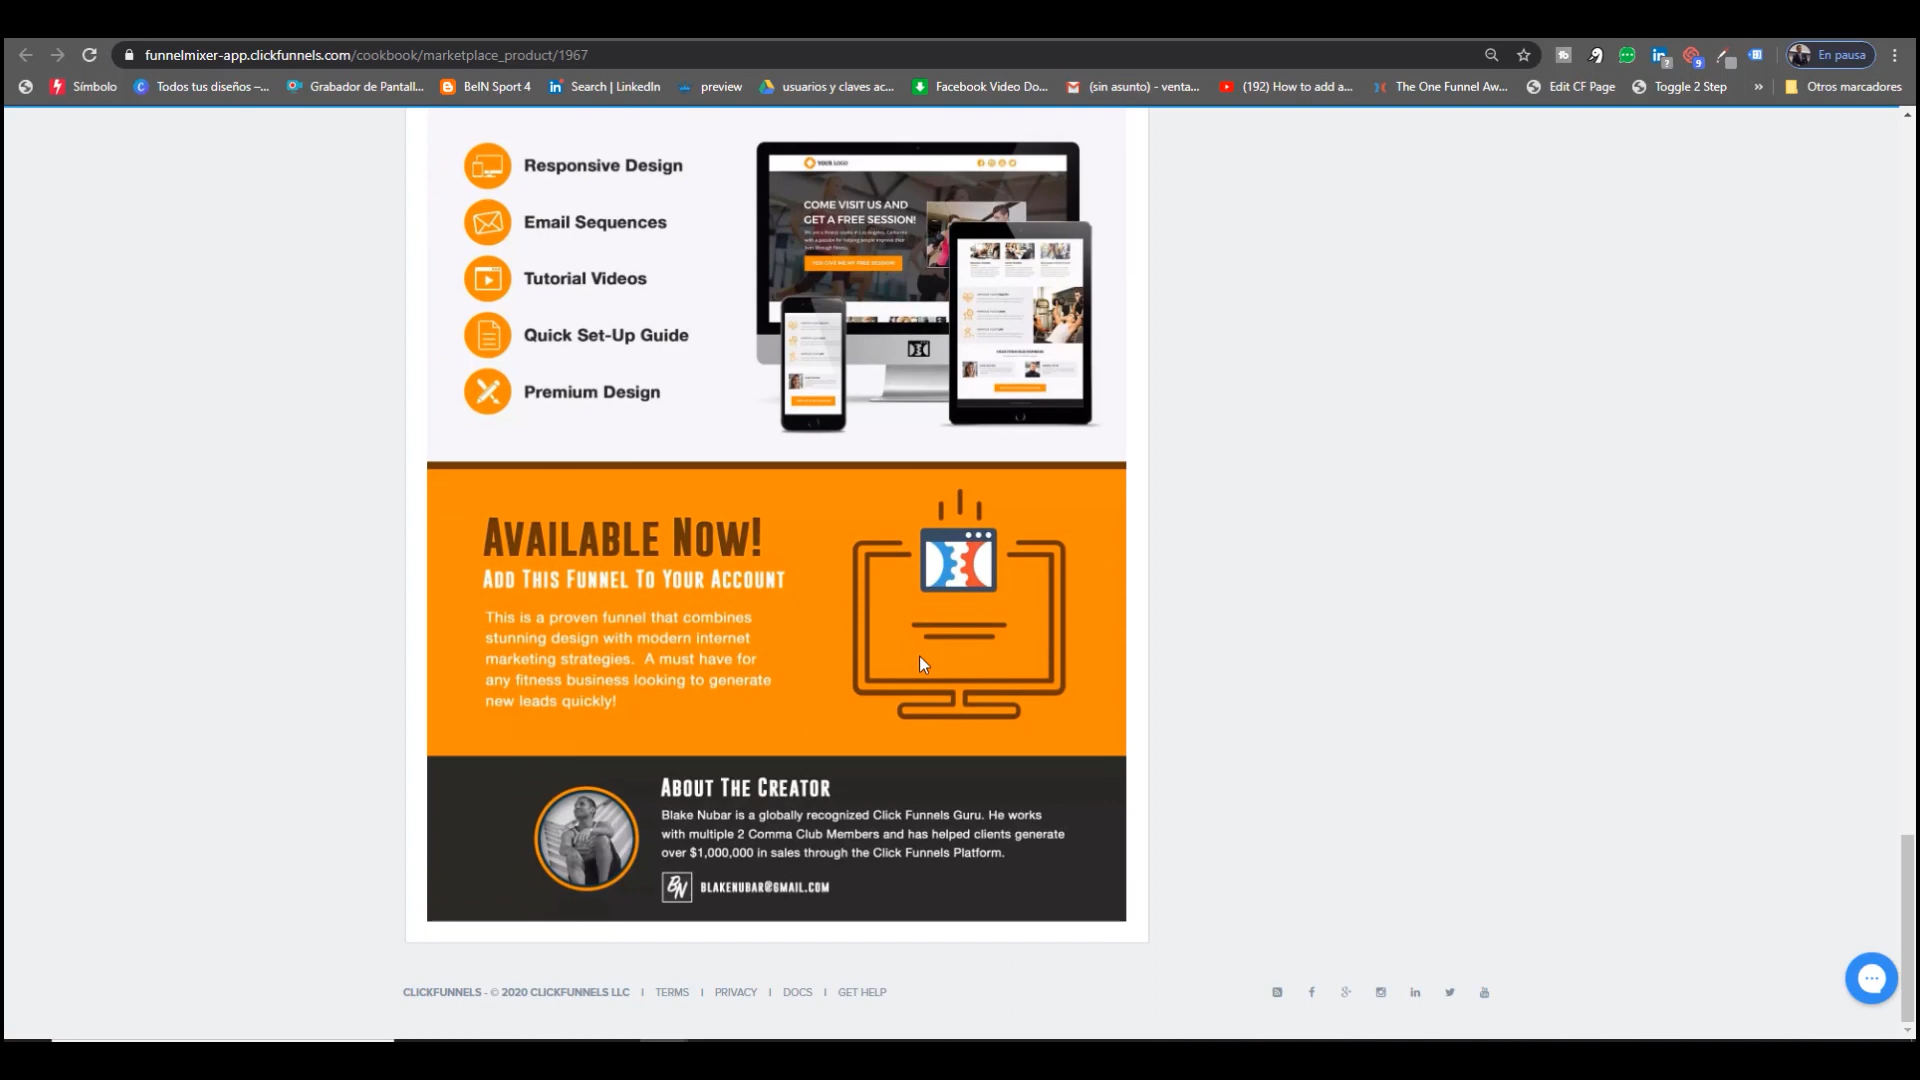 funnelmixer-app.clickfunnels.com/cookbook/marketplace_product/1967
9
En pausa
Símbolo
Todos tus diseños –...
Grabador de Pantall...
BeIN Sport 4
Search | LinkedIn
preview
usuarios y claves ac...
Facebook Video Do...
(sin asunto) - venta...
(192) How to add a...
The One Funnel Aw...
Edit CF Page
Toggle 2 Step
»
Otros marcadores
Responsive Design
Email Sequences
Tutorial Videos
Quick Set-Up Guide
Premium Design
YOUR LOGO
COME VISIT US AND
GET A FREE SESSION!
AVAILABLE NOW!
ADD THIS FUNNEL TO YOUR ACCOUNT
This is a proven funnel that combines
stunning design with modern internet
marketing strategies.  A must have for
any fitness business looking to generate
new leads quickly!
ABOUT THE CREATOR
Blake Nubar is a globally recognized Click Funnels Guru. He works
with multiple 2 Comma Club Members and has helped clients generate
over $1,000,000 in sales through the Click Funnels Platform.
BN BLAKENUBAR@GMAIL.COM
CLICKFUNNELS - © 2020 CLICKFUNNELS LLC | TERMS | PRIVACY | DOCS | GET HELP